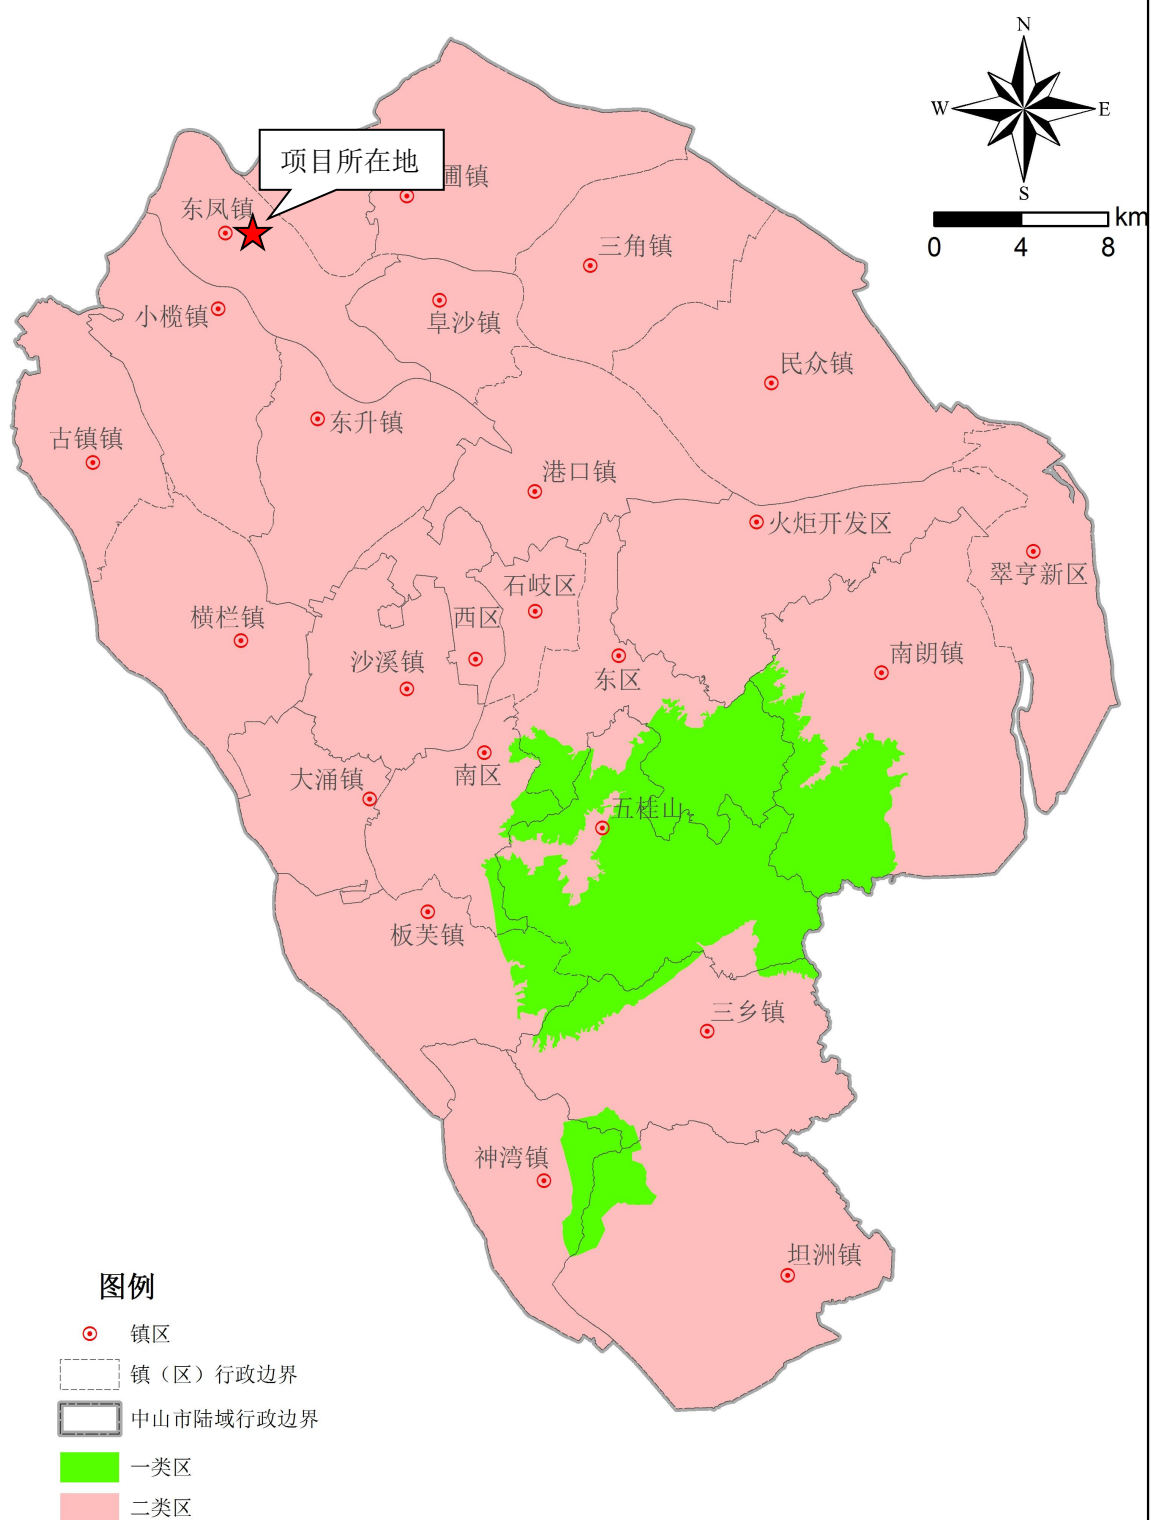 N
W
E
S
km
0 4 8
项目所在地
圃镇
东凤镇
三角镇
小榄镇
阜沙镇
民众镇
古镇镇
东升镇
港口镇
火炬开发区
翠亨新区
石岐区
横栏镇
西区
沙溪镇
东区
南朗镇
大涌镇
南区
五桂山
板芙镇
三乡镇
神湾镇
坦洲镇
图例
镇区
镇（区）行政边界
中山市陆域行政边界
一类区
二类区